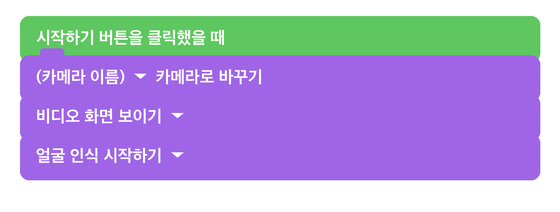 시작하기 버튼을 클릭했을 때
(카메라 이름) 카메라로 바꾸기
비디오 화면 보이기
얼굴 인식 시작하기